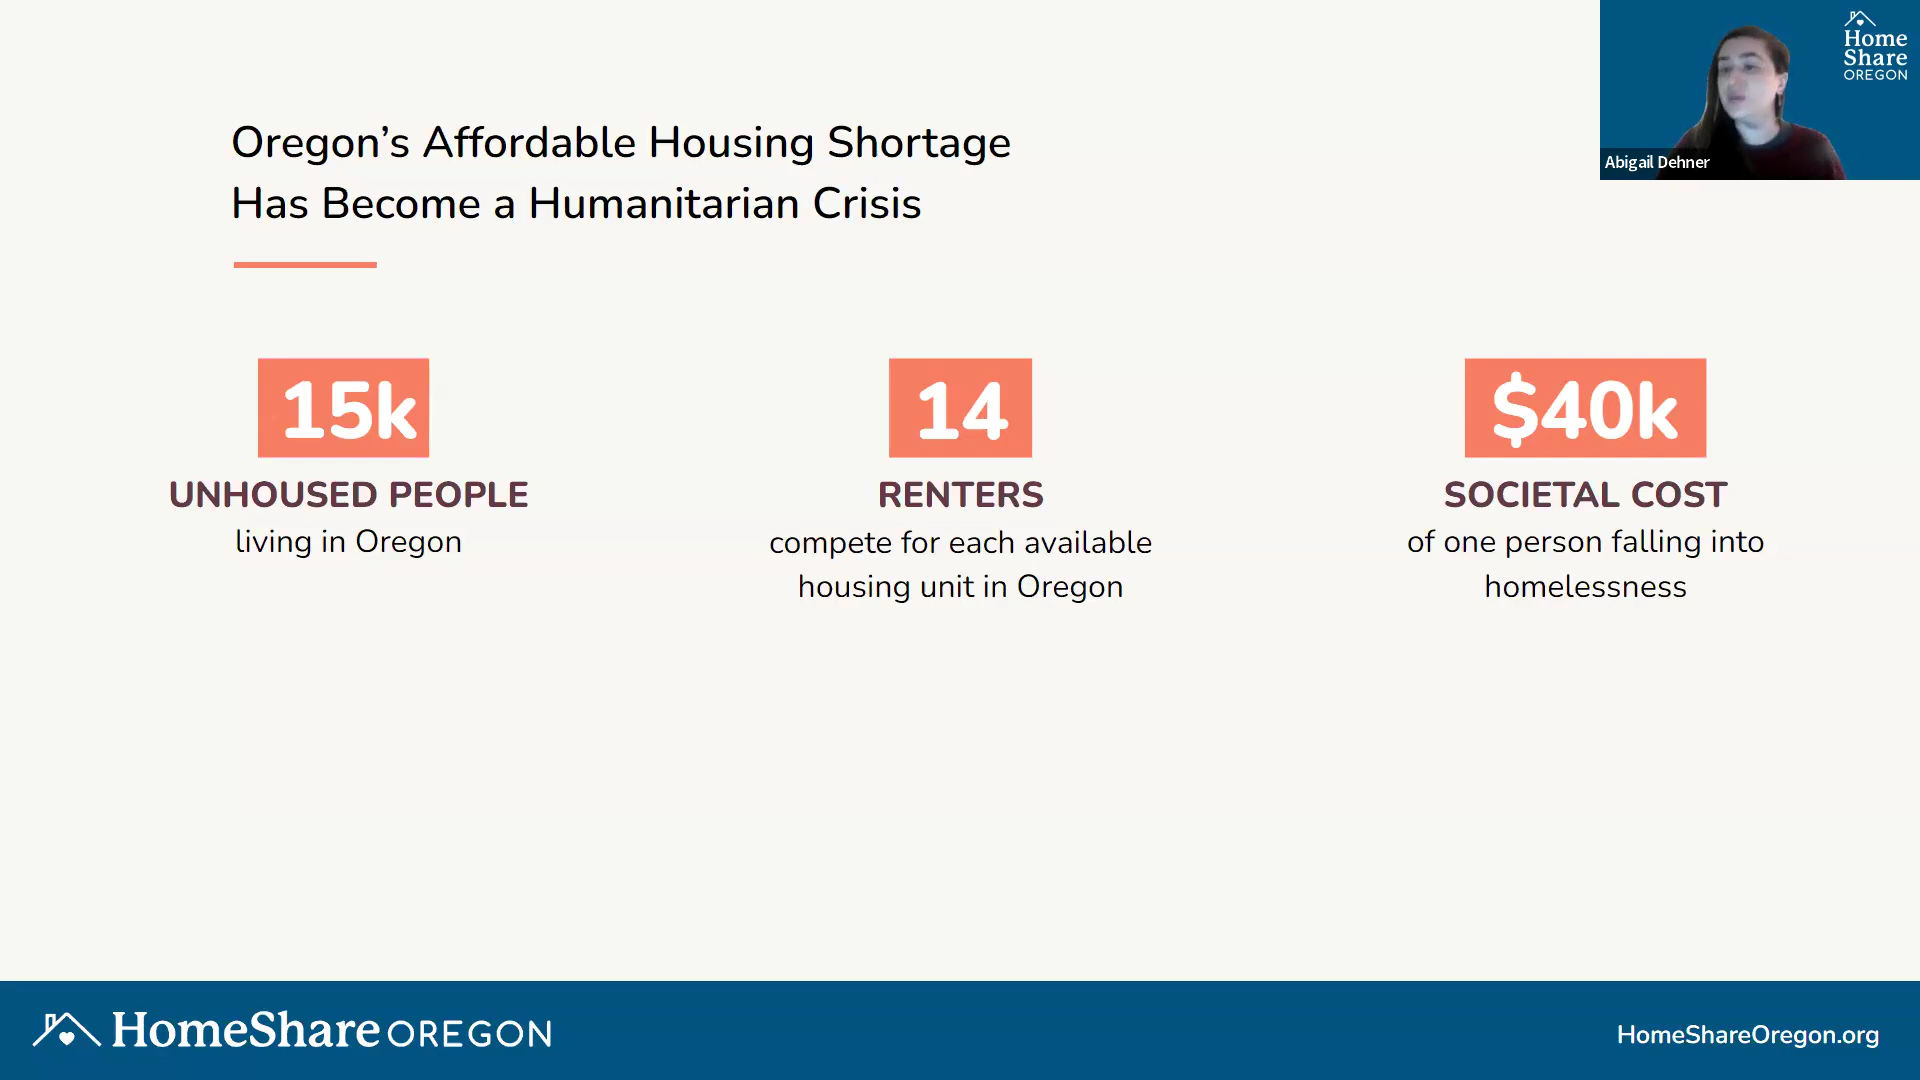 Home
Share
OREGON
Abigail Dehner
Oregon’s Affordable Housing Shortage
Has Become a Humanitarian Crisis
15k
UNHOUSED PEOPLE
living in Oregon
14
RENTERS
compete for each available
housing unit in Oregon
$40k
SOCIETAL COST
of one person falling into
homelessness
HomeShare OREGON
HomeShareOregon.org